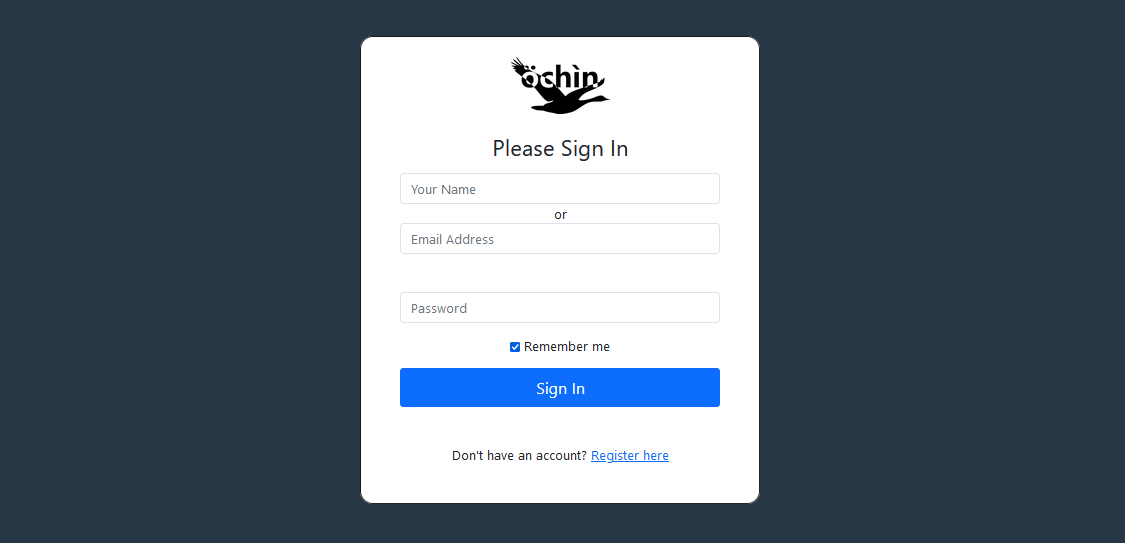 öchìn
Please Sign In
Your Name
or
Email Address
Password
Remember me
Sign In
Don't have an account? Register here